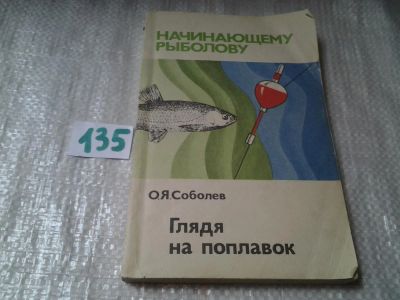 НАЧИНАЮЩЕМУ
РЫБОЛОВУ
135
О.Я.Соболев
Глядя
на поплавок